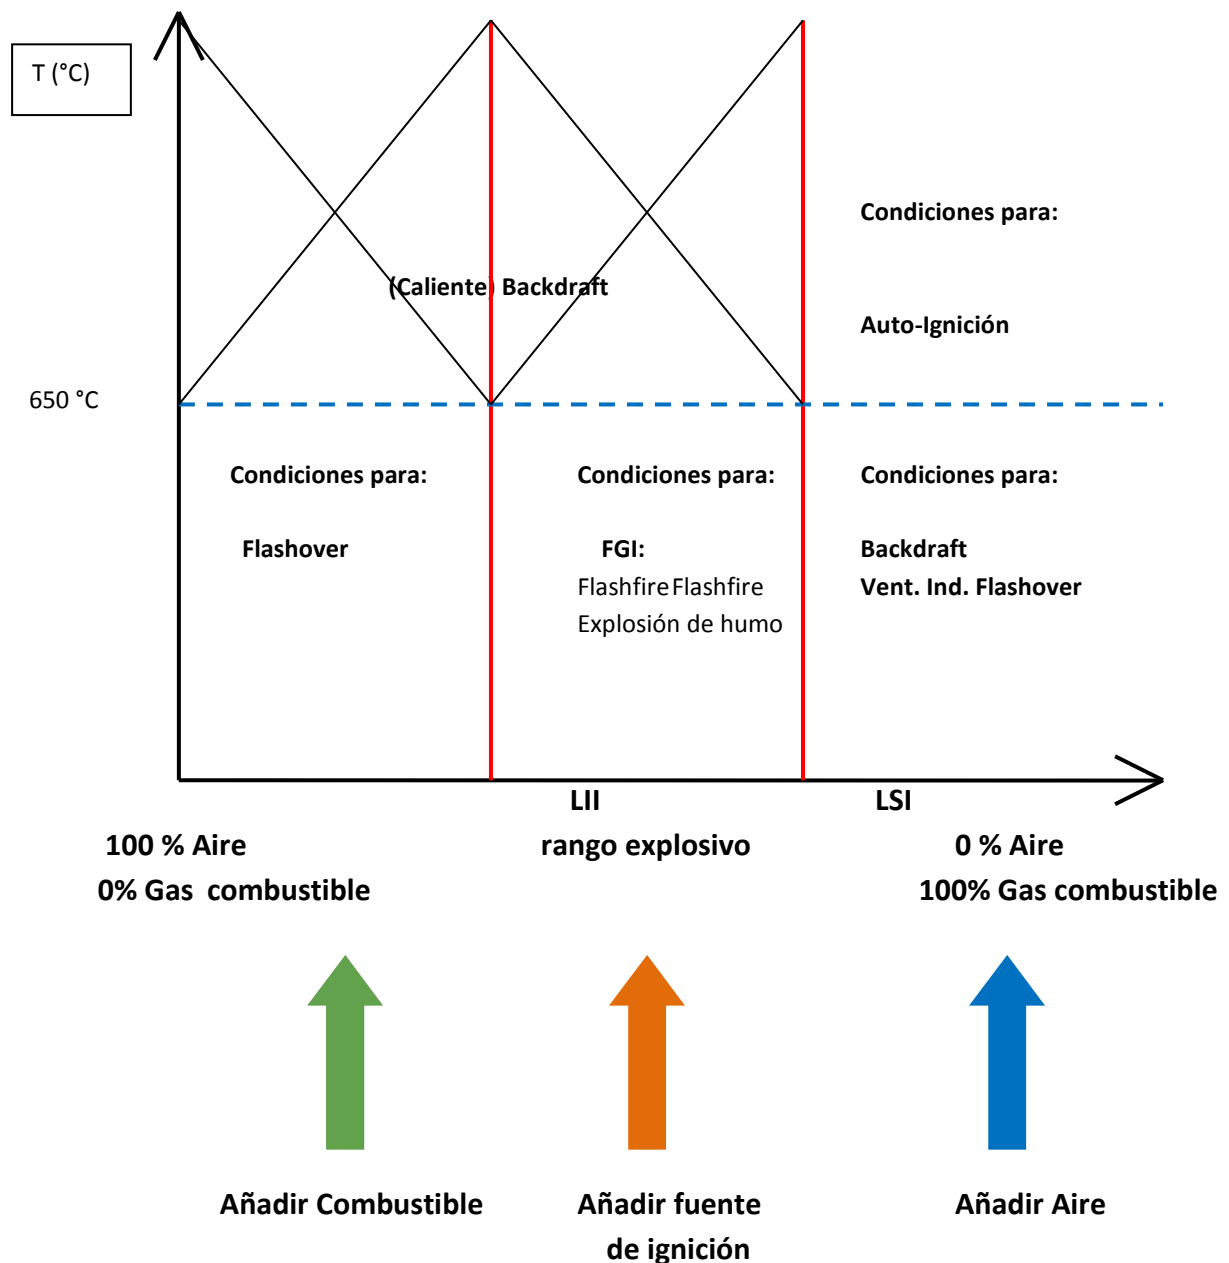 T (°C)
Condiciones para:
(Caliente) Backdraft
Auto-Ignición
650 °C
Condiciones para:
Flashover
Condiciones para:
FGI:
Flashfire Flashfire
Explosión de humo
Condiciones para:
Backdraft
Vent. Ind. Flashover
LII
LSI
100 % Aire
0% Gas combustible
rango explosivo
0 % Aire
100% Gas combustible
Añadir Combustible
Añadir fuente
de ignición
Añadir Aire